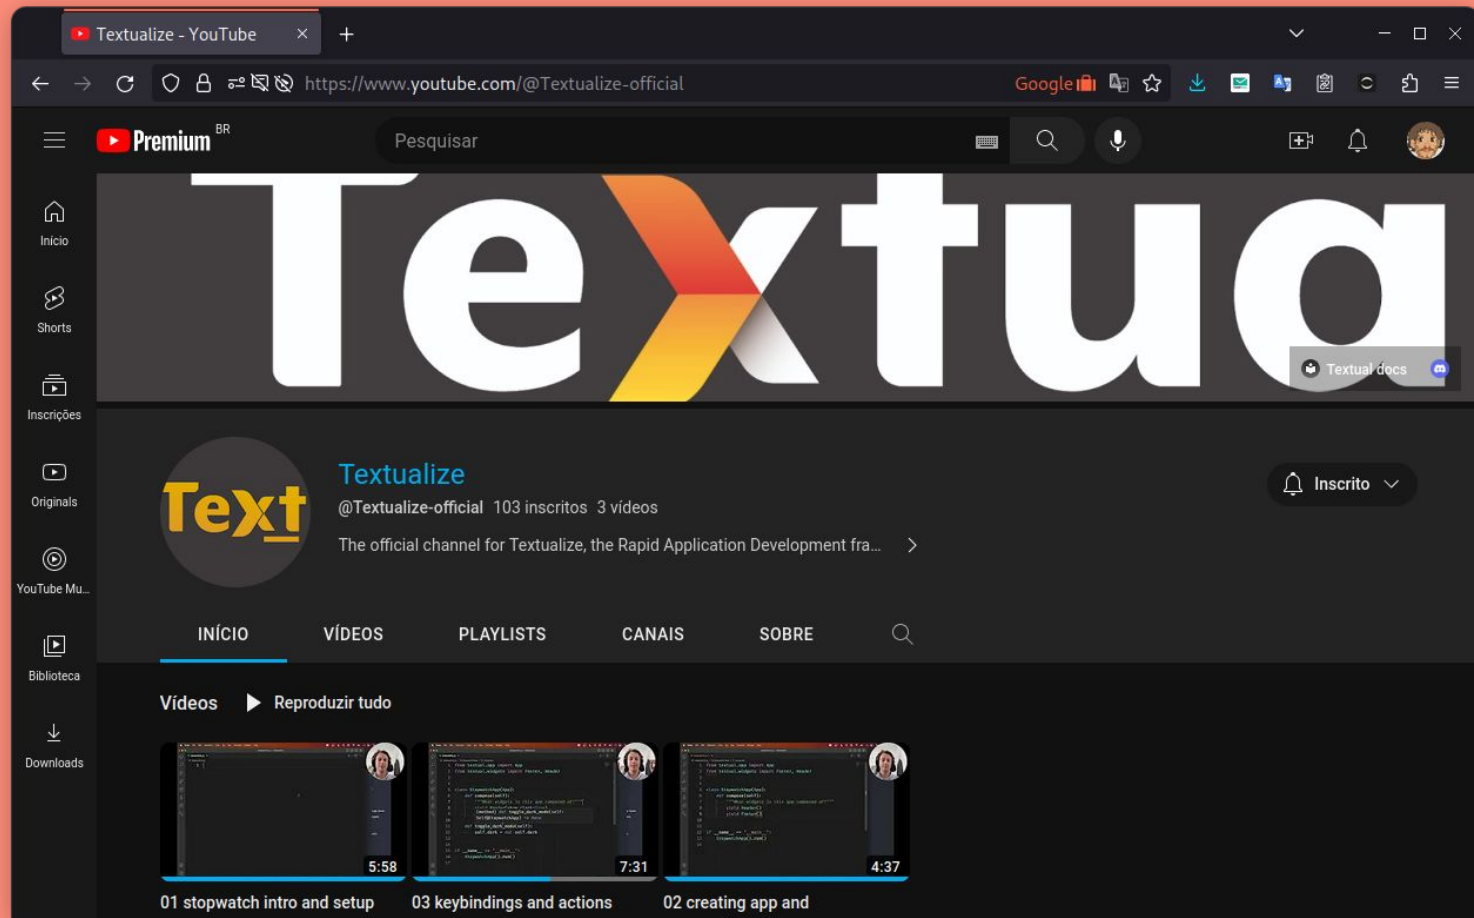 Textualize - YouTube
https://www.youtube.com/@Textualize-official
Google
Premium BR
Pesquisar
Início
Shorts
Inscrições
Originals
YouTube Mu...
Biblioteca
Downloads
Textua
Textual docs
Text
Textualize
@Textualize-official 103 inscritos 3 vídeos
The official channel for Textualize, the Rapid Application Development fra...
Inscrito
INÍCIO VÍDEOS PLAYLISTS CANAIS SOBRE
Vídeos Reproduzir tudo
5:58 7:31 4:37
01 stopwatch intro and setup 03 keybindings and actions 02 creating app and